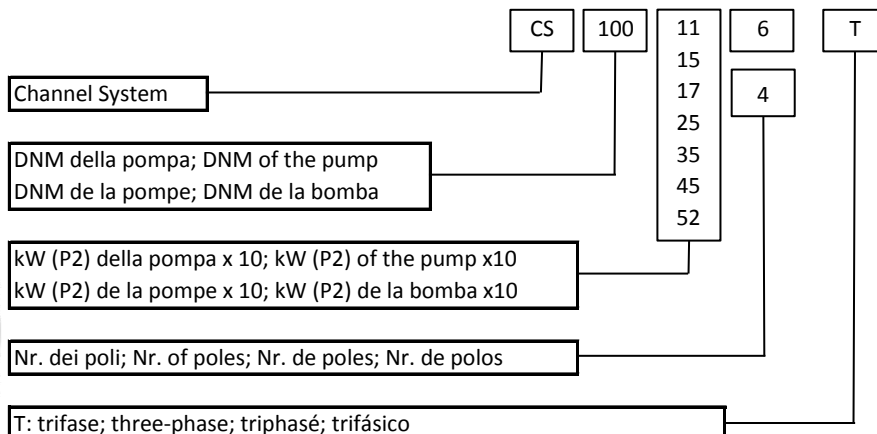 CS 100 11 6 T
15
Channel System 17 4
25
DNM della pompa; DNM of the pump 35
DNM de la pompe; DNM de la bomba 45
52
kW (P2) della pompa x 10; kW (P2) of the pump x10
kW (P2) de la pompe x 10; kW (P2) de la bomba x10
Nr. dei poli; Nr. of poles; Nr. de poles; Nr. de polos
T: trifase; three-phase; triphasé; trifásico